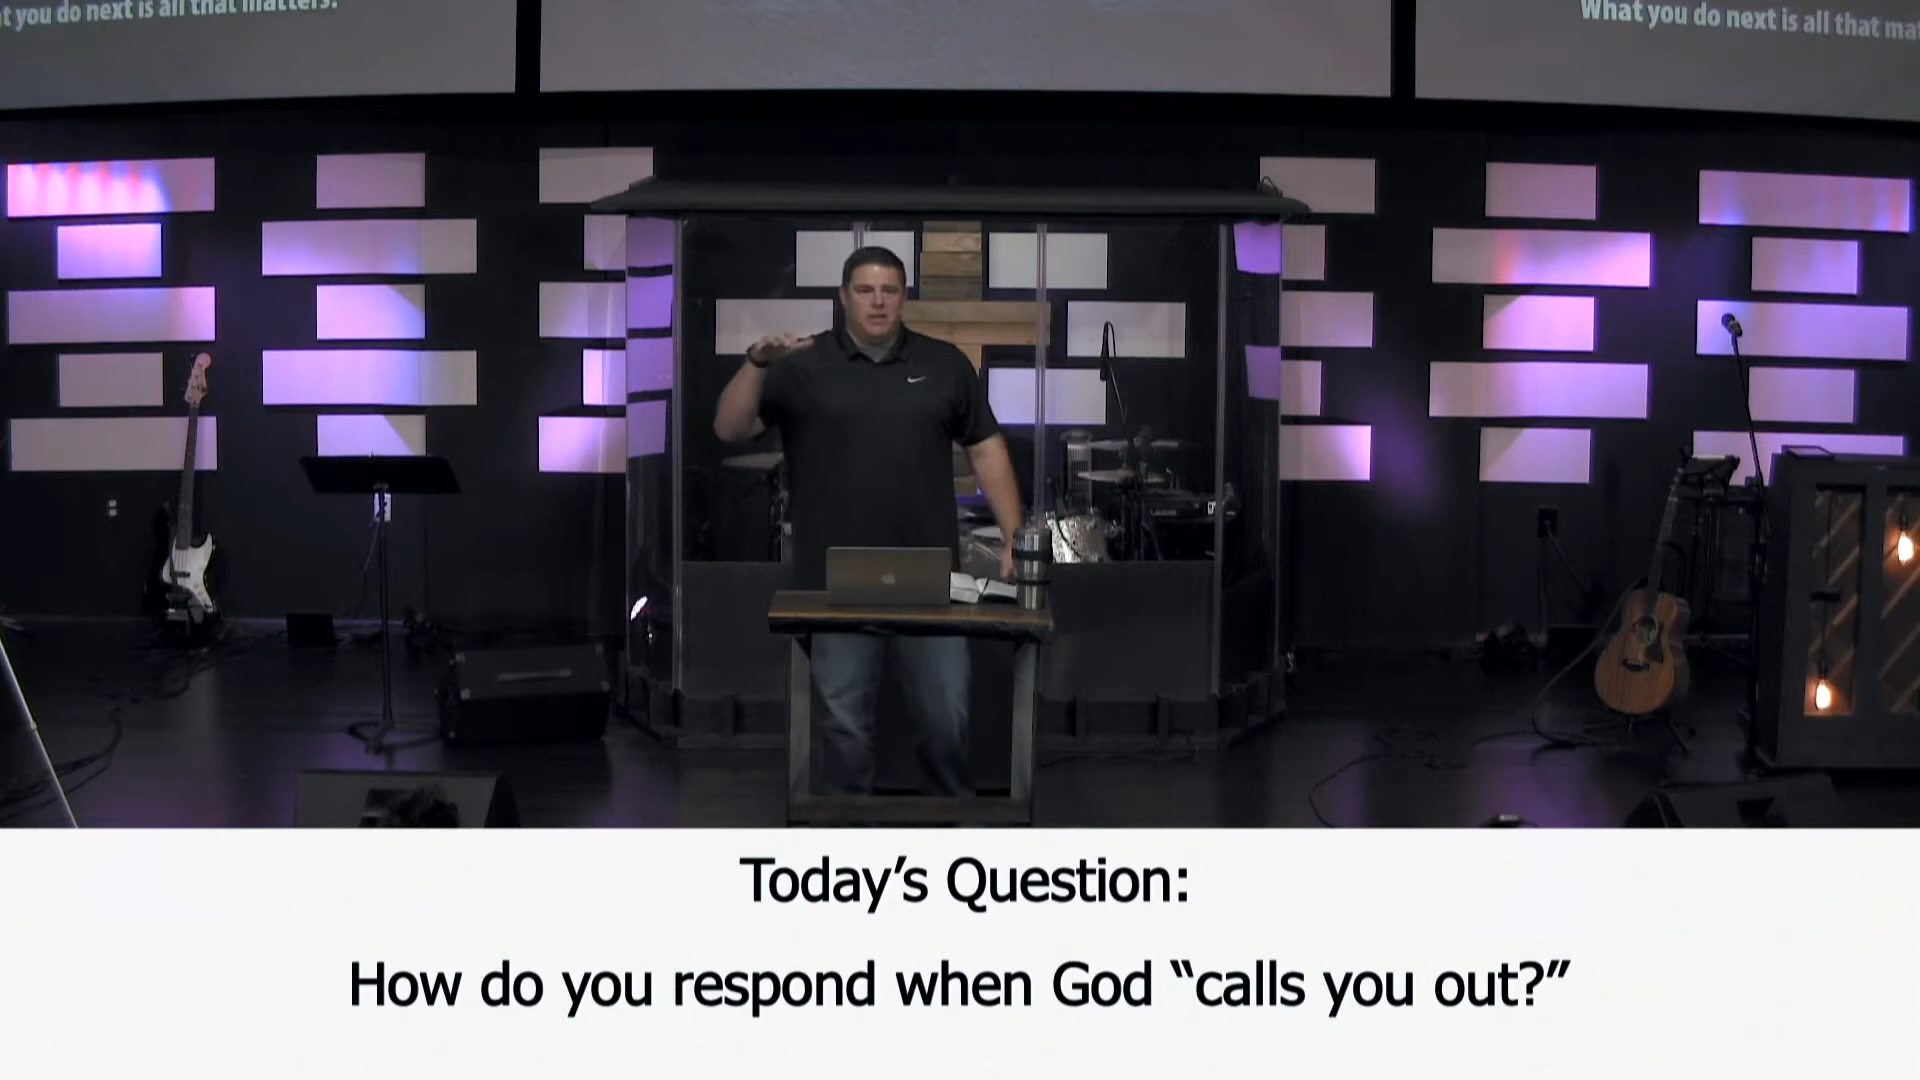 t you do next is all that matters.
What you do next is all that mat
Today’s Question:
How do you respond when God “calls you out?”